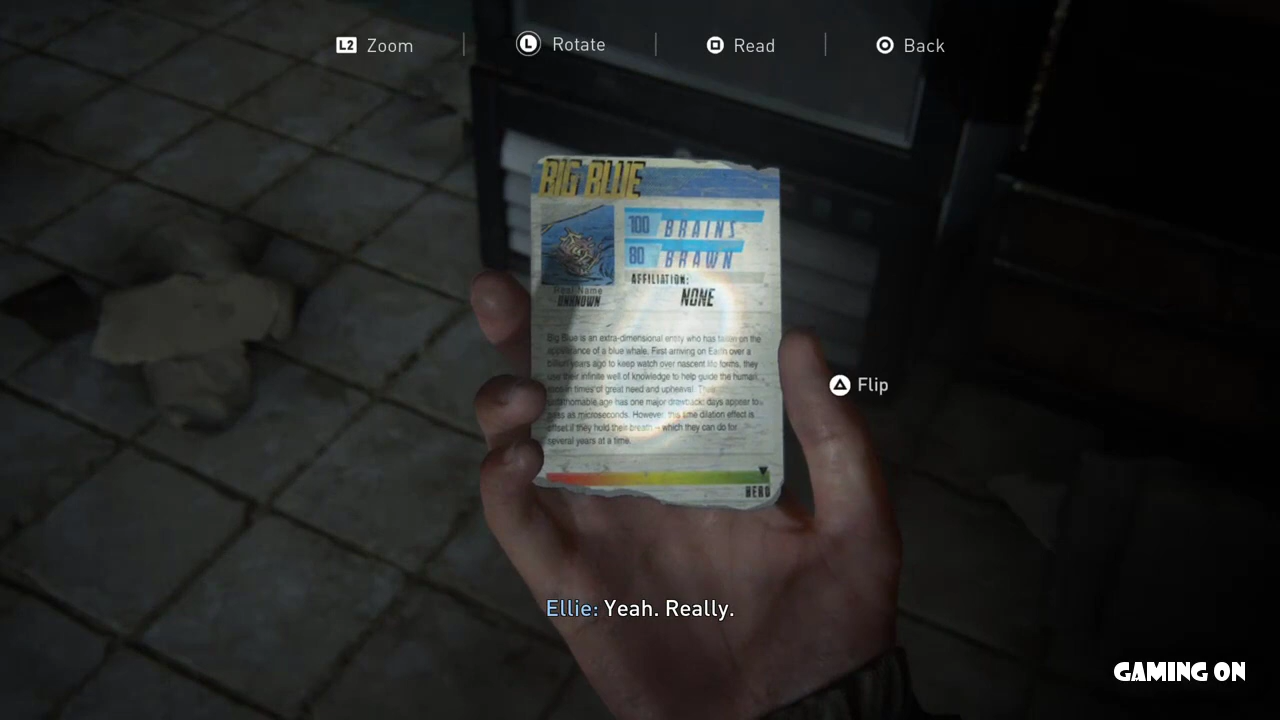 L2 Zoom
L Rotate
Read
Back
BIG BLUE
100 BRAINS
80 BRAWN
AFFILIATION:
NONE
Real Name
UNKNOWN
Big Blue is an extra-dimensional entity who has taken on the
appearance of a blue whale. First arriving on Earth over a
billion years ago to keep watch over nascent life forms, they
use their infinite well of knowledge to help guide the human
race in times of great need and upheaval. Their
unfathomable age has one major drawback: days appear to
pass as microseconds. However, this time dilation effect is
offset if they hold their breath – which they can do for
several years at a time.
HERO
Flip
Ellie: Yeah. Really.
GAMING ON